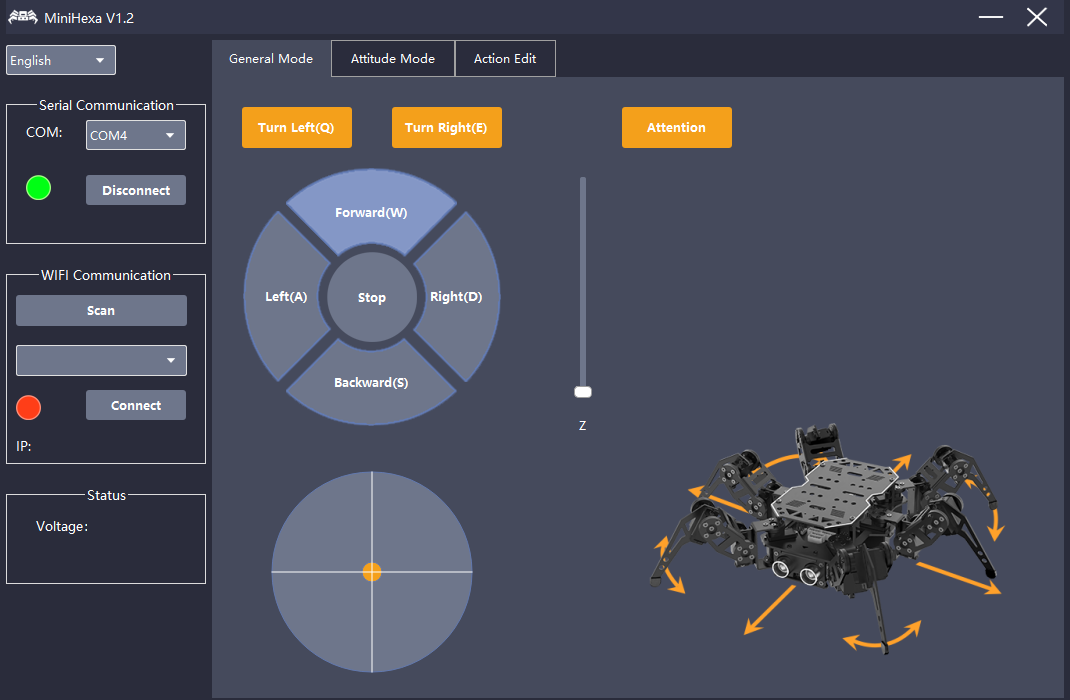 MiniHexa V1.2
English
Serial Communication
COM:
COM4
Disconnect
WIFI Communication
Scan
Connect
IP:
Status
Voltage:
General Mode
Attitude Mode
Action Edit
Turn Left(Q)
Turn Right(E)
Attention
Forward(W)
Left(A)
Stop
Right(D)
Backward(S)
Z